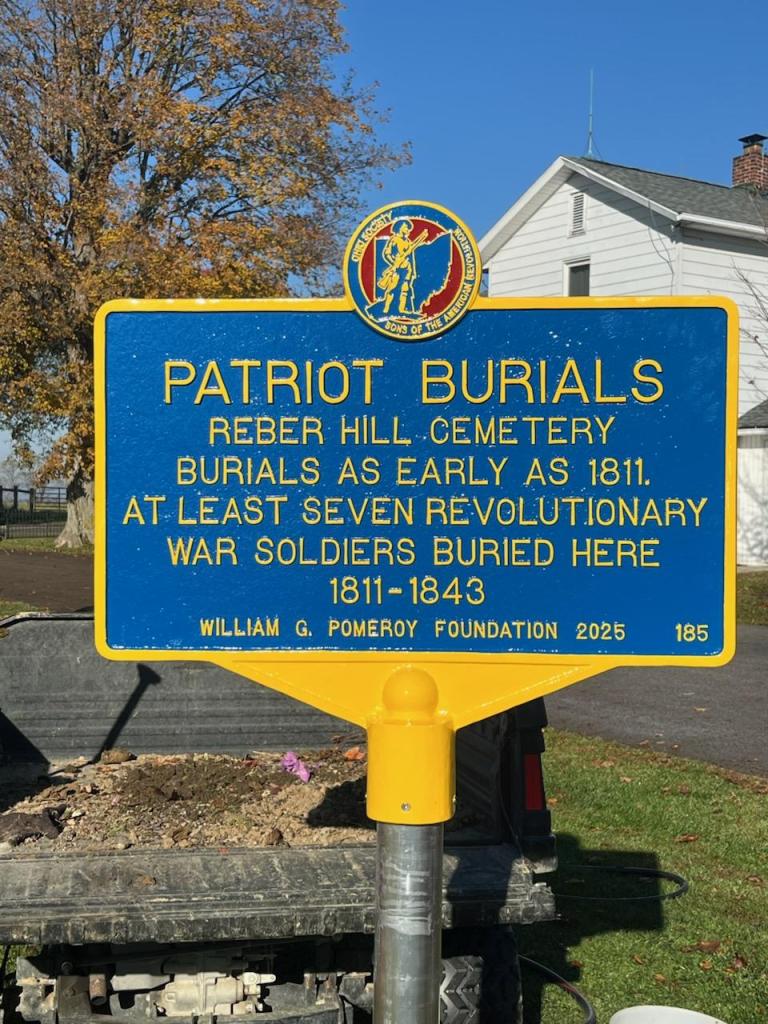 OHIO SOCIETY
SONS OF THE AMERICAN REVOLUTION
PATRIOT BURIALS
REBER HILL CEMETERY
BURIALS AS EARLY AS 1811.
AT LEAST SEVEN REVOLUTIONARY
WAR SOLDIERS BURIED HERE
1811-1843
WILLIAM G. POMEROY FOUNDATION 2025 185